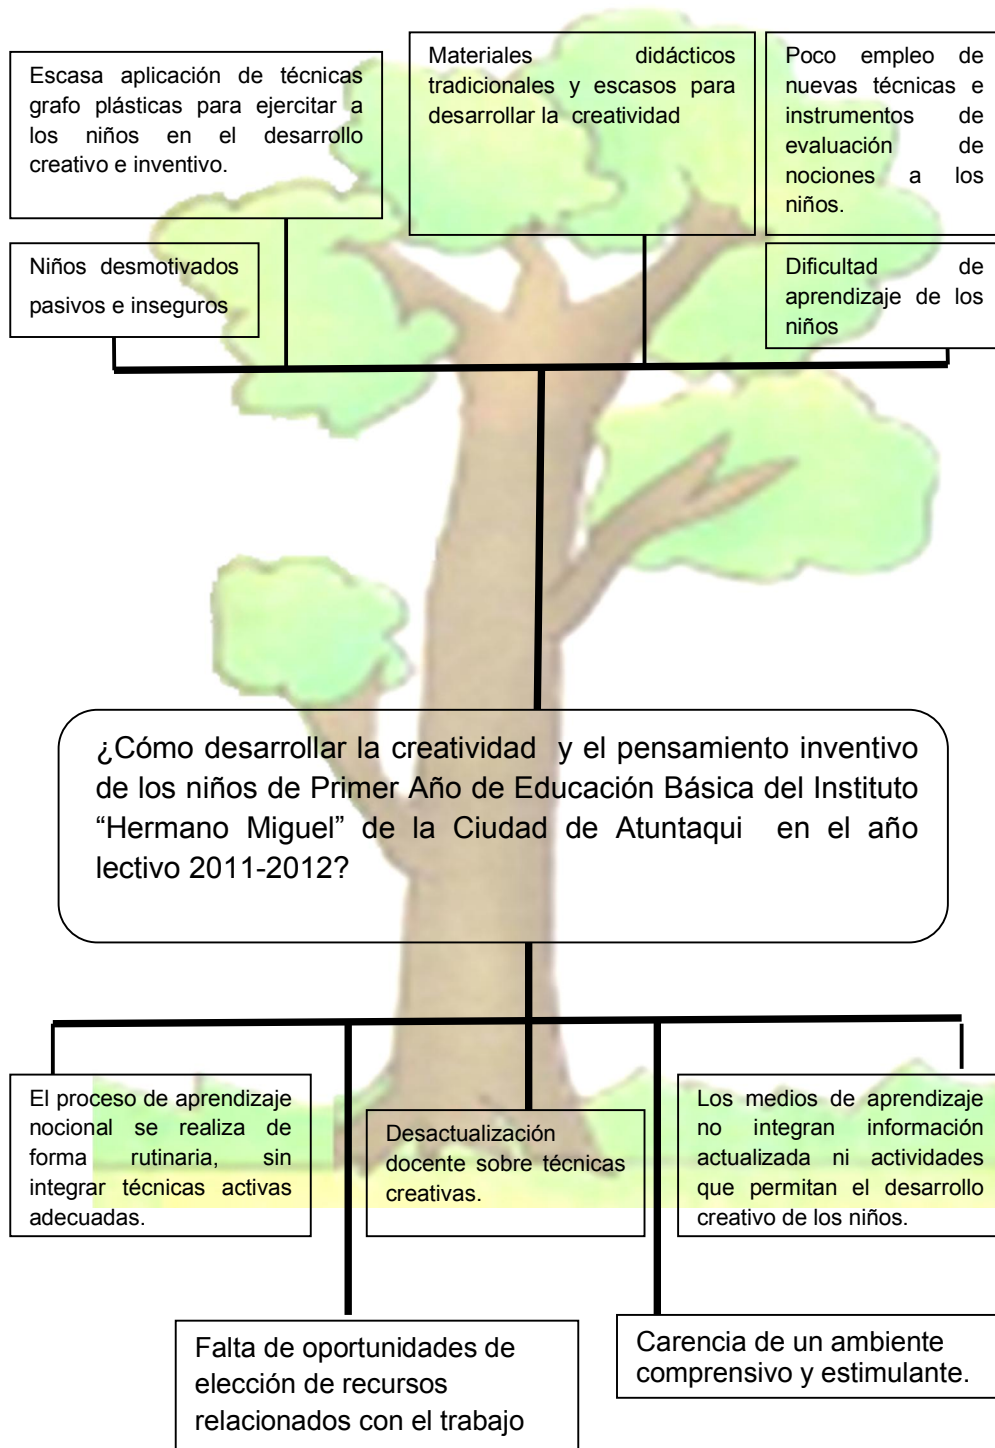 Escasa aplicación de técnicas
grafo plásticas para ejercitar a
los niños en el desarrollo
creativo e inventivo.
Materiales didácticos
tradicionales y escasos para
desarrollar la creatividad
Poco empleo de
nuevas técnicas e
instrumentos de
evaluación de
nociones a los
niños.
Niños desmotivados
pasivos e inseguros
Dificultad de
aprendizaje de los
niños
¿Cómo desarrollar la creatividad y el pensamiento inventivo
de los niños de Primer Año de Educación Básica del Instituto
“Hermano Miguel” de la Ciudad de Atuntaqui en el año
lectivo 2011-2012?
El proceso de aprendizaje
nocional se realiza de
forma rutinaria, sin
integrar técnicas activas
adecuadas.
Desactualización
docente sobre técnicas
creativas.
Los medios de aprendizaje
no integran información
actualizada ni actividades
que permitan el desarrollo
creativo de los niños.
Falta de oportunidades de
elección de recursos
relacionados con el trabajo
Carencia de un ambiente
comprensivo y estimulante.